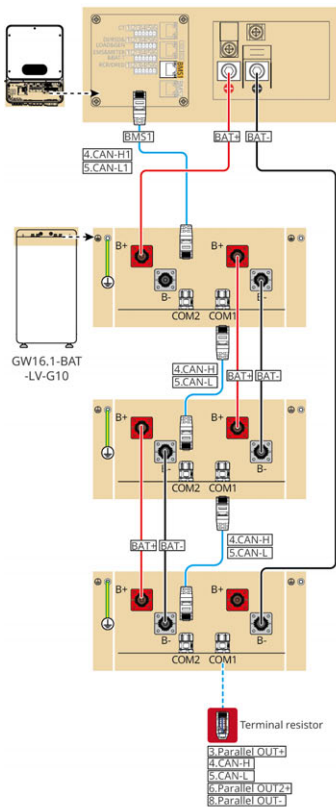 BMS1
BMS1
BAT+
BAT-
4.CAN-H1
5.CAN-L1
B+
B+
B-
B-
COM2
COM1
GW16.1-BAT
-LV-G10
4.CAN-H
5.CAN-L
BAT+
BAT-
B+
B+
B-
B-
COM2
COM1
BAT+
BAT-
4.CAN-H
5.CAN-L
B+
B+
B-
B-
COM2
COM1
Terminal resistor
3.Parallel OUT+
4.CAN-H
5.CAN-L
6.Parallel OUT2+
8.Parallel OUT-